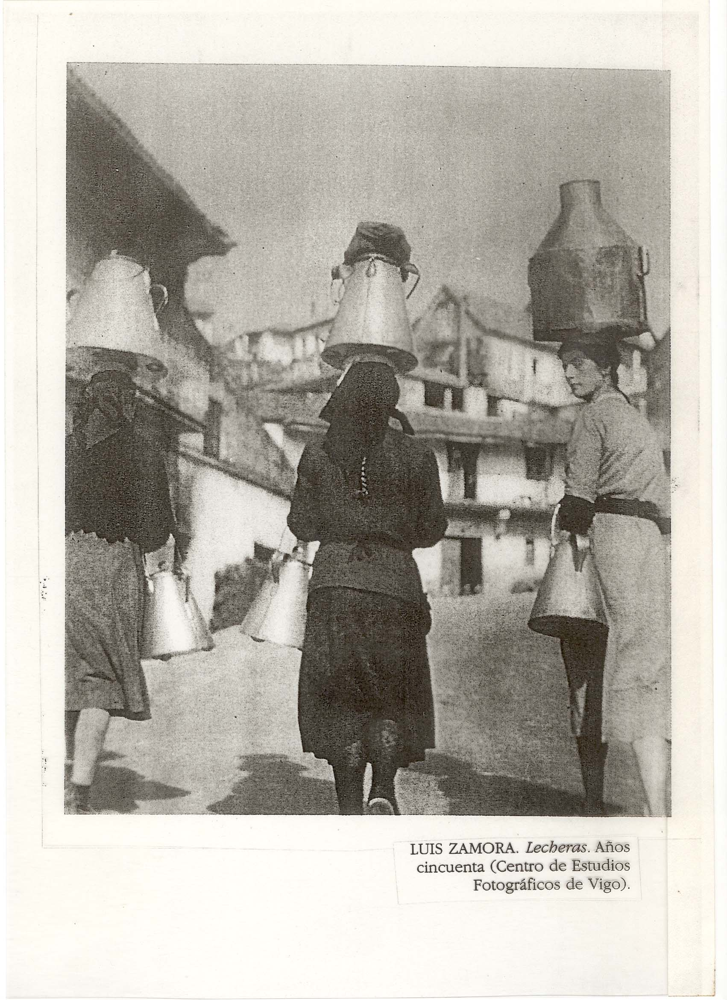 LUIS ZAMORA. Lecheras. Años
cincuenta (Centro de Estudios
Fotográficos de Vigo).